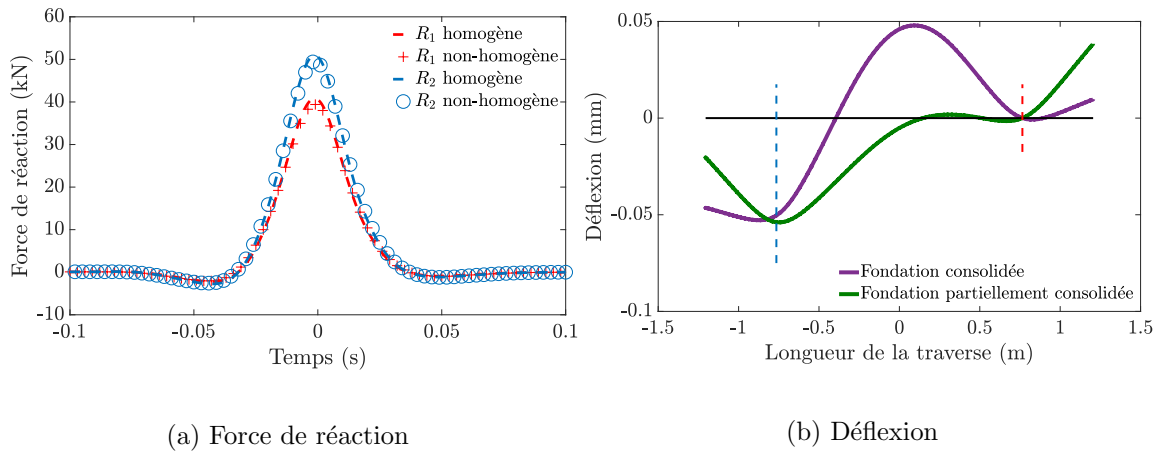 60
50
40
30
20
10
0
-10
-0.1
-0.05
0
0.05
0.1
Force de réaction (kN)
Temps (s)
R₁ homogène
R₁ non-homogène
R₂ homogène
R₂ non-homogène
(a) Force de réaction
0.05
0
-0.05
-0.1
-1.5
-1
-0.5
0
0.5
1
1.5
Déflexion (mm)
Longueur de la traverse (m)
Fondation consolidée
Fondation partiellement consolidée
(b) Déflexion